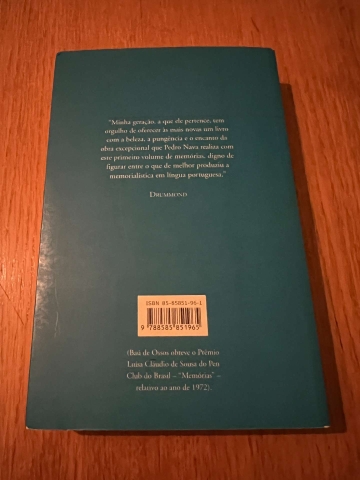 "Minha geração, a que ele pertence, tem
orgulho de oferecer às mais novas um livro
com a beleza, a pungência e o encanto da
obra excepcional que Pedro Nava realiza com
este primeiro volume de memórias, digno de
figurar entre o que de melhor produziu a
memorialística em língua portuguesa."
DRUMMOND
ISBN 85-85851-96-1
9 788585 851965
(Baú de Ossos obteve o Prêmio
Luísa Cláudio de Sousa do Pen
Club do Brasil – "Memórias" –
relativo ao ano de 1972).